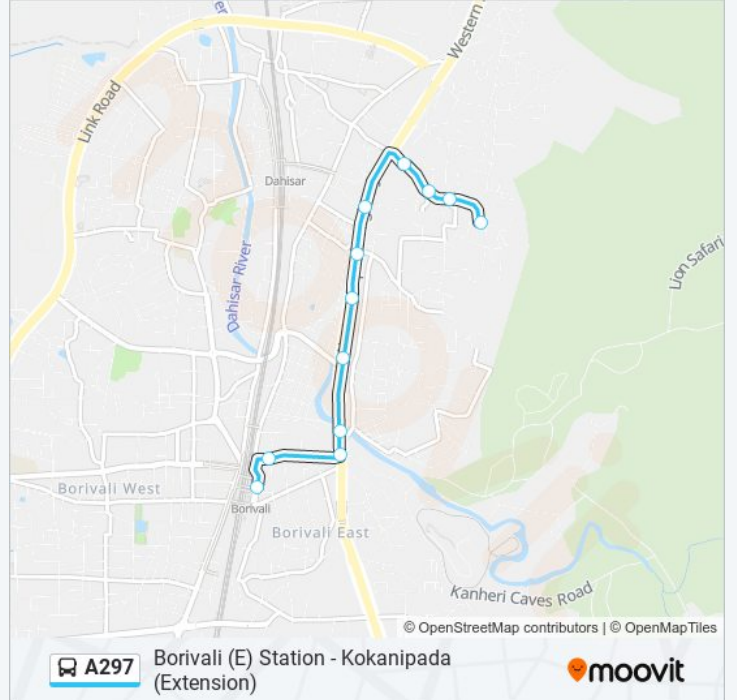 er
Western
Link Road
Dahisar
Dahisar River
Lion Safari
Borivali West
Borivali
Borivali East
Kanheri Caves Road
© OpenStreetMap contributors | © OpenMapTiles
A297
Borivali (E) Station - Kokanipada
(Extension)
moovit